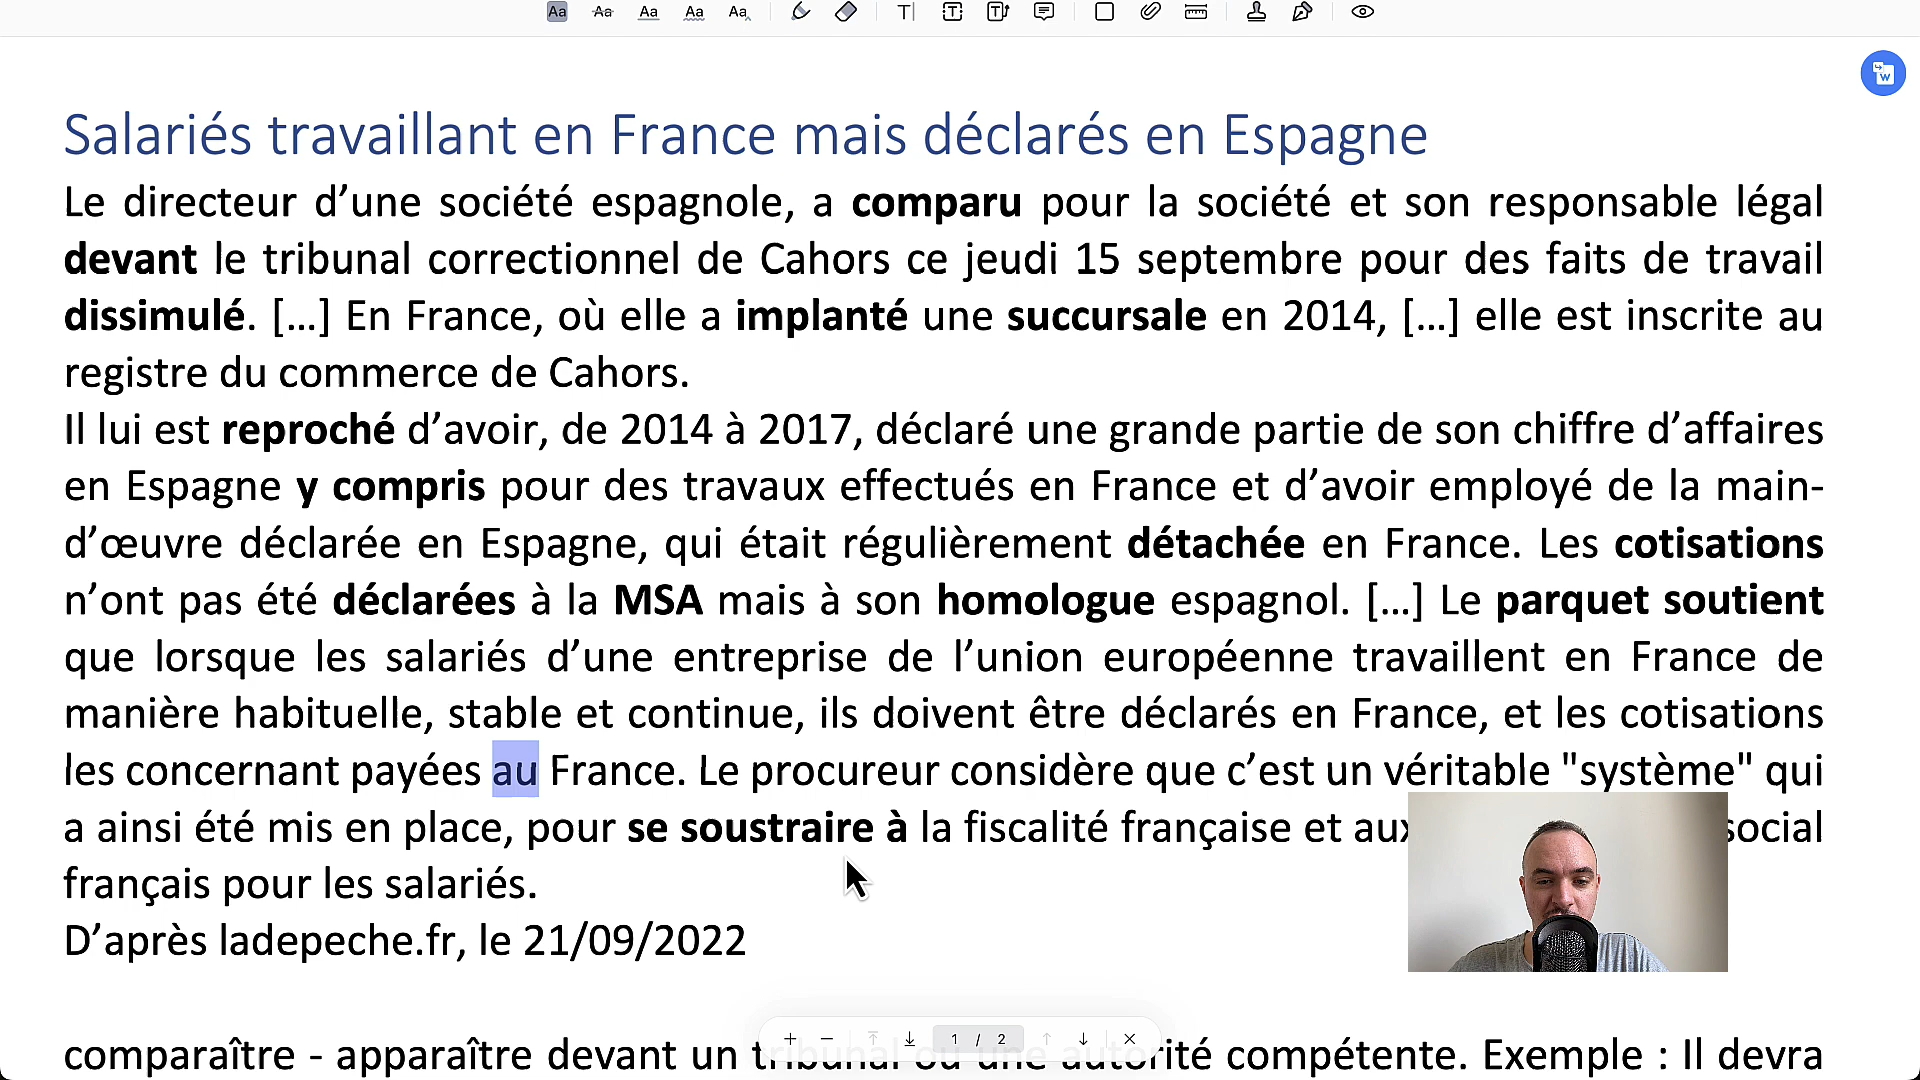 Salariés travaillant en France mais déclarés en Espagne
Le directeur d’une société espagnole, a comparu pour la société et son responsable légal
devant le tribunal correctionnel de Cahors ce jeudi 15 septembre pour des faits de travail
dissimulé. [...] En France, où elle a implanté une succursale en 2014, [...] elle est inscrite au
registre du commerce de Cahors.
Il lui est reproché d’avoir, de 2014 à 2017, déclaré une grande partie de son chiffre d’affaires
en Espagne y compris pour des travaux effectués en France et d’avoir employé de la main-
d’œuvre déclarée en Espagne, qui était régulièrement détachée en France. Les cotisations
n’ont pas été déclarées à la MSA mais à son homologue espagnol. [...] Le parquet soutient
que lorsque les salariés d’une entreprise de l’union européenne travaillent en France de
manière habituelle, stable et continue, ils doivent être déclarés en France, et les cotisations
les concernant payées au France. Le procureur considère que c’est un véritable "système" qui
a ainsi été mis en place, pour se soustraire à la fiscalité française et aux social
français pour les salariés.
D’après ladepeche.fr, le 21/09/2022
1 / 2
comparaître - apparaître devant un tribunal ou une autorité compétente. Exemple : Il devra